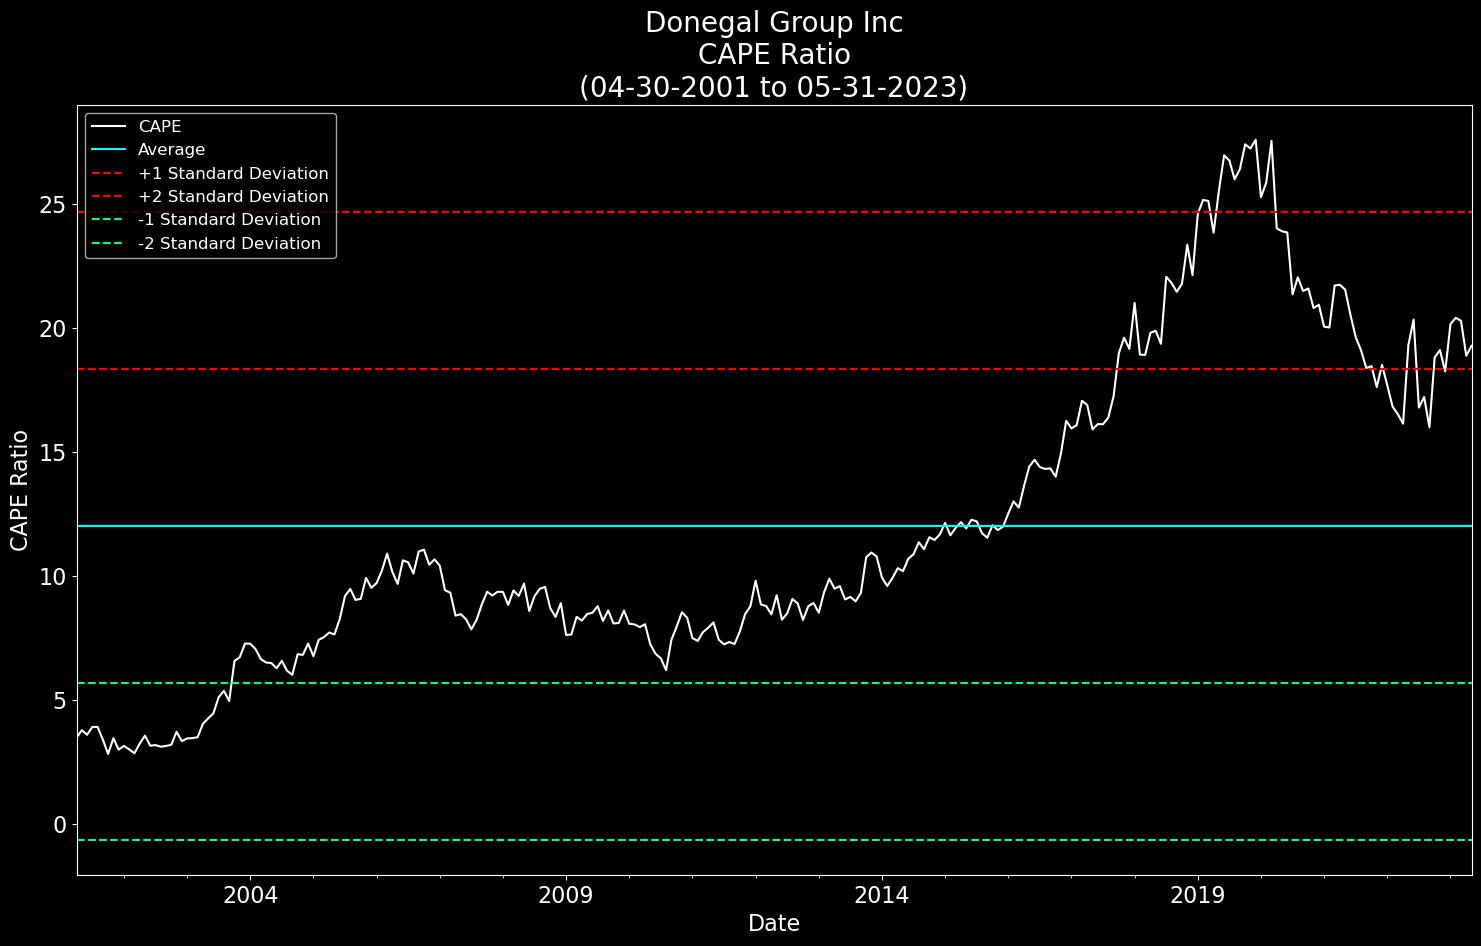 Donegal Group Inc
CAPE Ratio
(04-30-2001 to 05-31-2023)
CAPE
Average
+1 Standard Deviation
+2 Standard Deviation
-1 Standard Deviation
-2 Standard Deviation
CAPE Ratio
25
20
15
10
5
0
2004
2009
2014
2019
Date